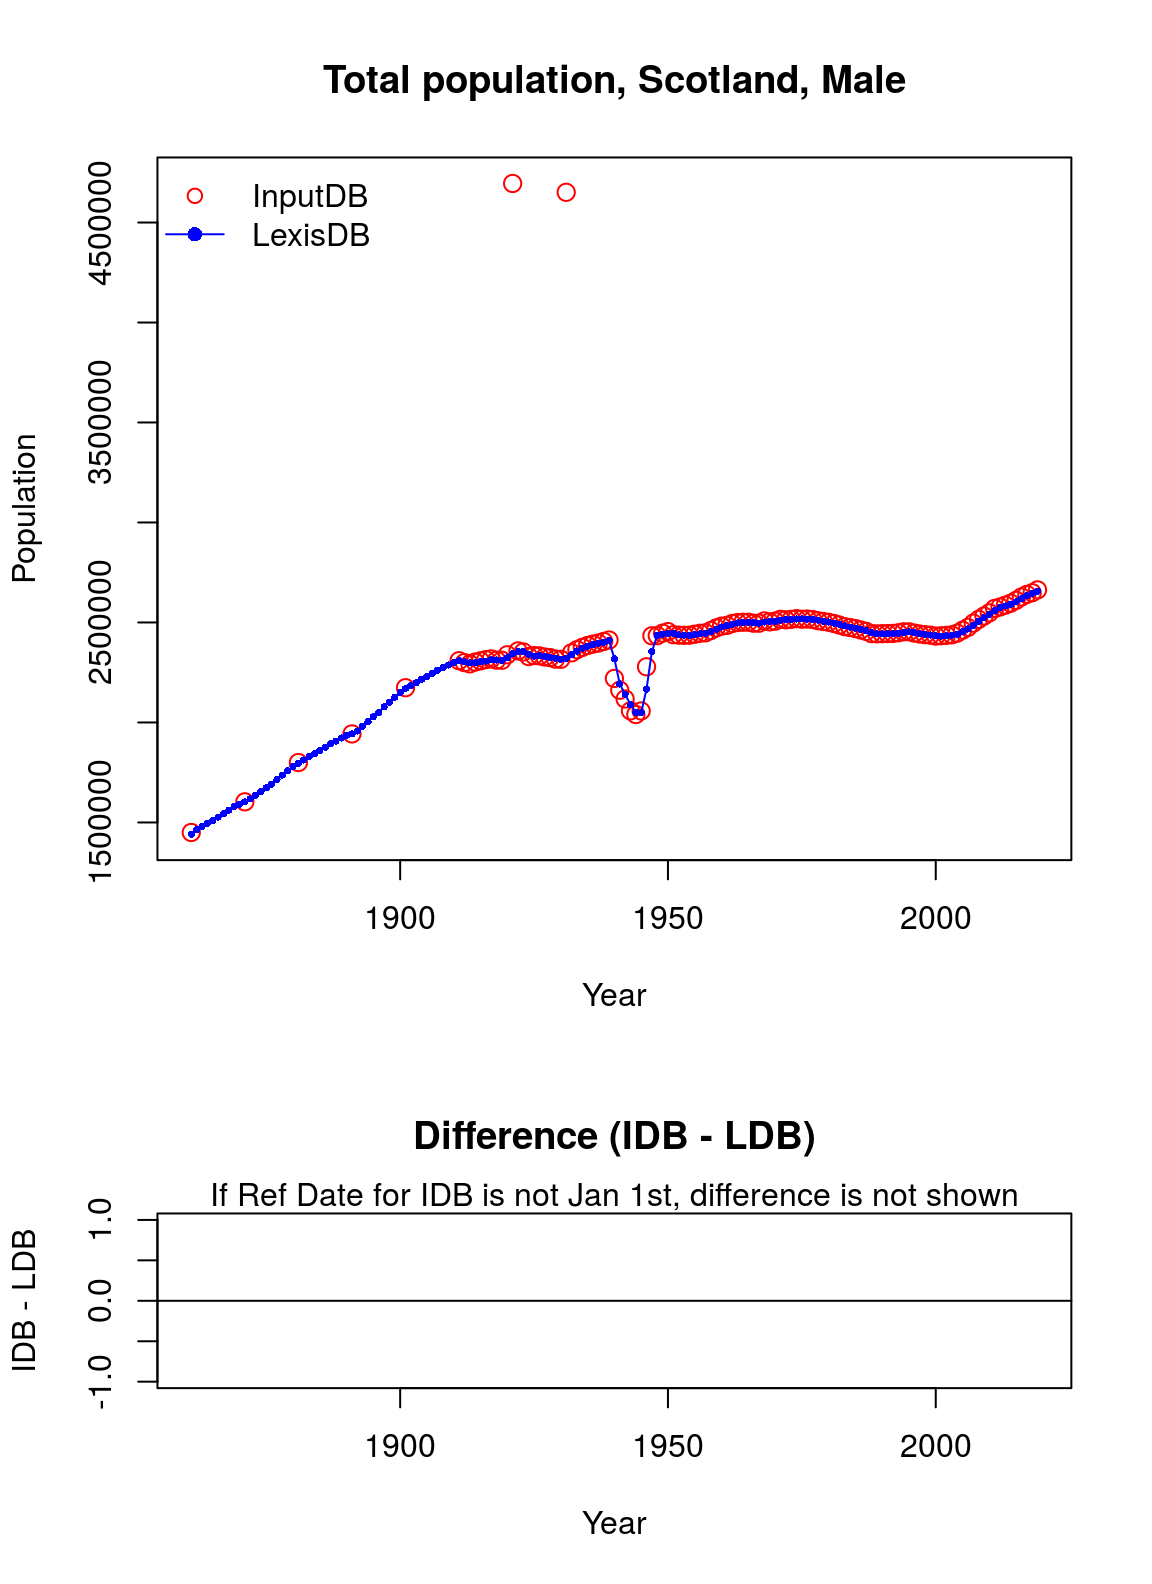 Total population, Scotland, Male
InputDB
LexisDB
Population
4500000
3500000
2500000
1500000
1900 1950 2000
Year
Difference (IDB - LDB)
If Ref Date for IDB is not Jan 1st, difference is not shown
IDB - LDB
1.0
0.0
-1.0
1900 1950 2000
Year